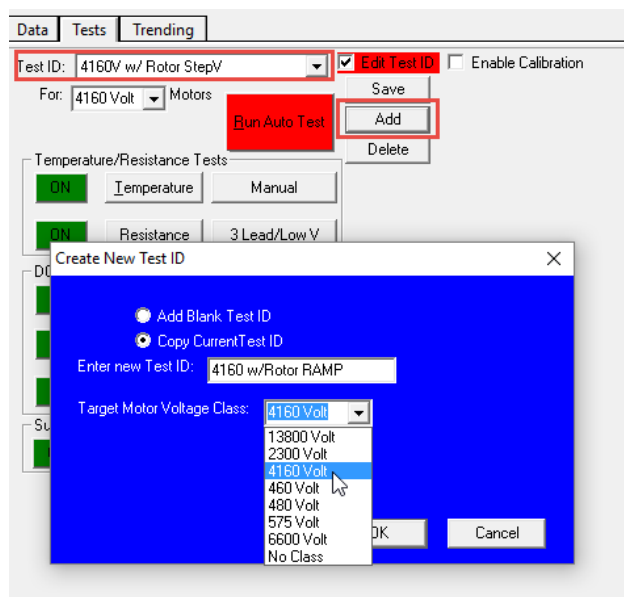 Data Tests Trending
Test ID: 4160V w/ Rotor StepV Edit Test ID Enable Calibration
For: 4160 Volt Motors Save
Run Auto Test Add
Delete
Temperature/Resistance Tests
ON Temperature Manual
ON Resistance 3 Lead/Low V
Create New Test ID
Add Blank Test ID
Copy CurrentTest ID
Enter new Test ID: 4160 w/Rotor RAMP
Target Motor Voltage Class: 4160 Volt
13800 Volt
2300 Volt
4160 Volt
460 Volt
480 Volt
575 Volt
6600 Volt
No Class
Cancel